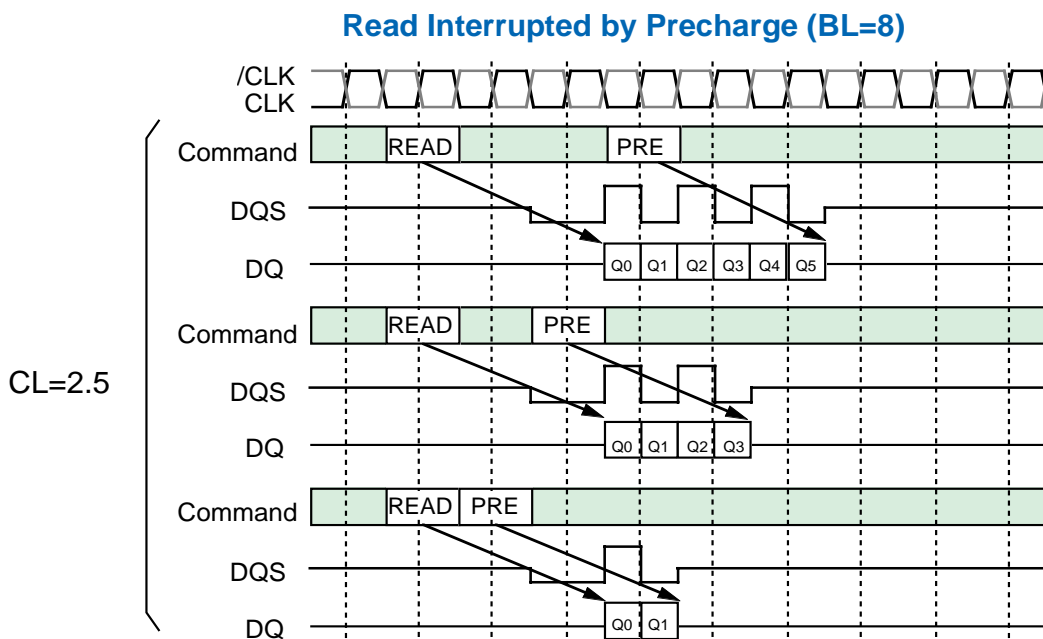 Read Interrupted by Precharge (BL=8)
/CLK
CLK
Command READ PRE
DQS
DQ Q0 Q1 Q2 Q3 Q4 Q5
Command READ PRE
CL=2.5
DQS
DQ Q0 Q1 Q2 Q3
Command READ PRE
DQS
DQ Q0 Q1